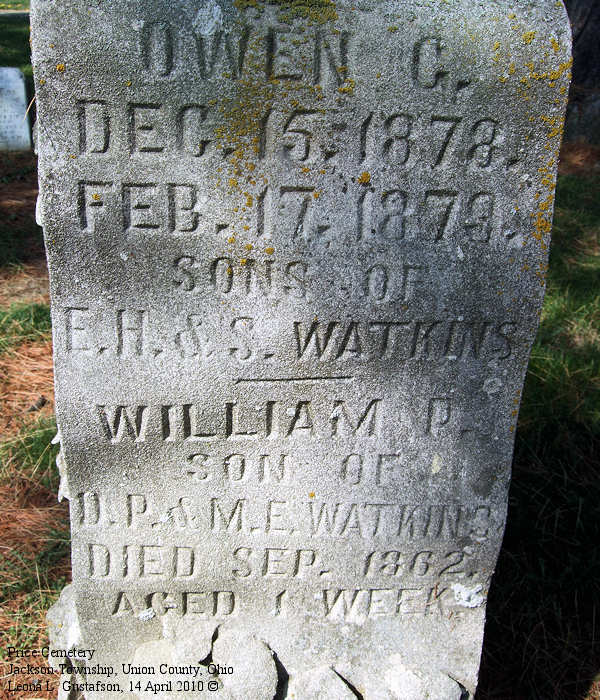 OWEN C.
DEC. 15. 1878.
FEB. 17. 1879.
SONS OF
E. H. & S. WATKINS
WILLIAM P.
SON OF
D. P. & M. E. WATKINS
DIED SEP. 1862.
AGED 1 WEEK.
Price Cemetery
Jackson Township, Union County, Ohio
Leona L. Gustafson, 14 April 2010 ©